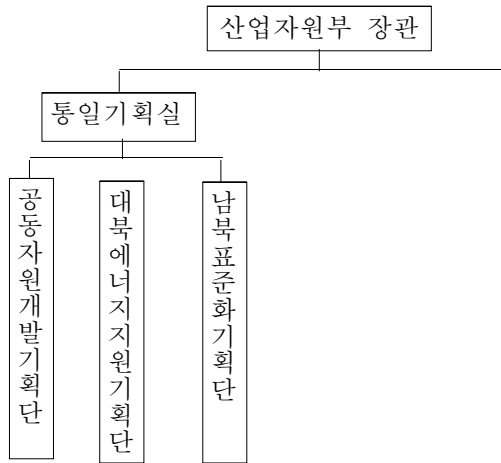 산업자원부 장관
통일기획실
공동자원개발기획단
대북에너지지원기획단
남북표준화기획단